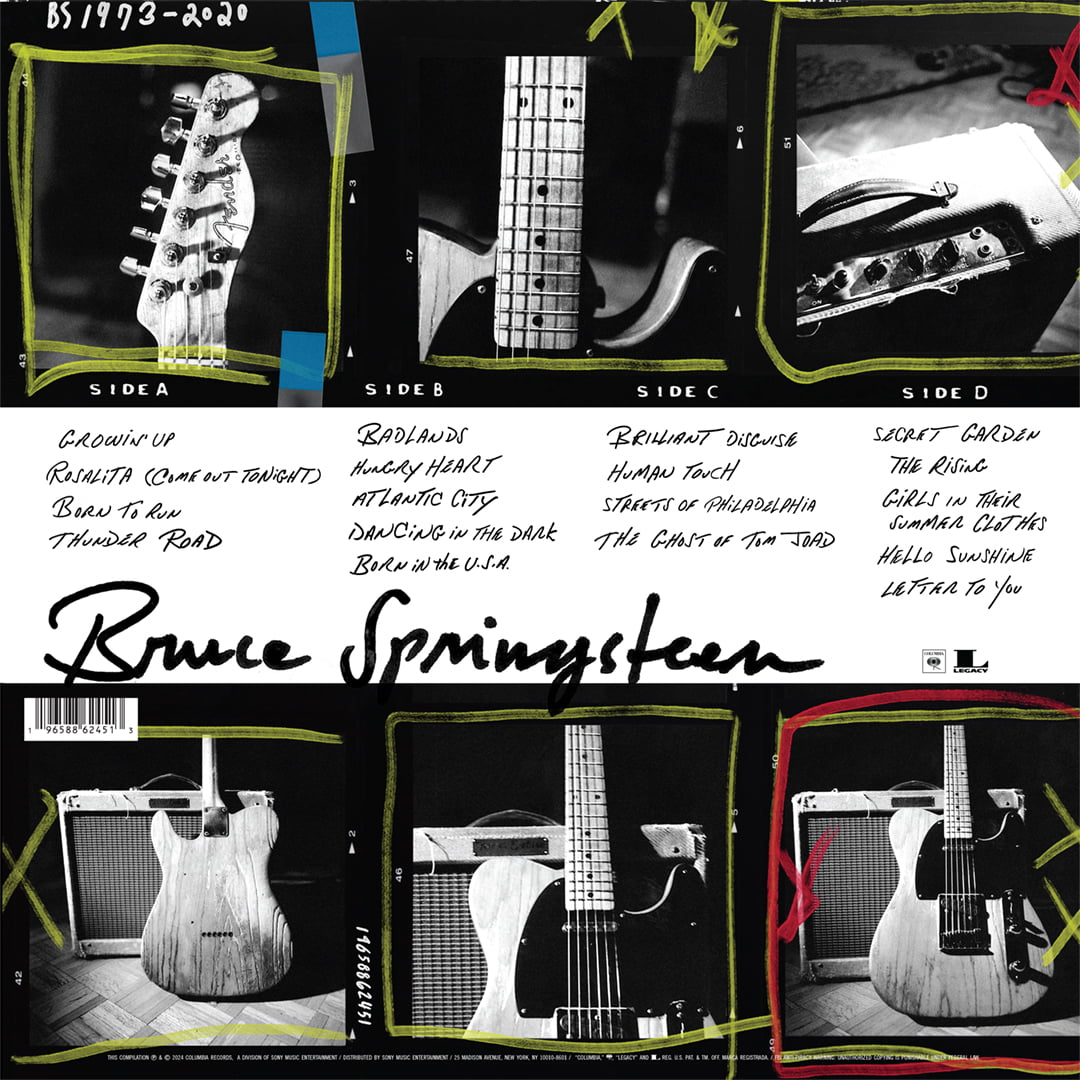 BS 1973-2020
44
43
3
47
6
51
Fender
ON
SIDE A
SIDE B
SIDE C
SIDE D
GROWIN' UP
ROSALITA (COME OUT TONIGHT)
BORN TO RUN
THUNDER ROAD
BADLANDS
HUNGRY HEART
ATLANTIC CITY
DANCING IN THE DARK
BORN IN the U.S.A.
BRILLIANT DISGUISE
HUMAN TOUCH
STREETS OF PHILADELPHIA
THE GHOST OF TOM JOAD
SECRET GARDEN
THE RISING
GIRLS IN THEIR
SUMMER CLOTHES
HELLO SUNSHINE
LETTER TO YOU
Bruce Springsteen
COLUMBIA
L
LEGACY
1 96588 62451 3
42
2
19658862451
46
5
50
49
THIS COMPILATION ℗ & © 2024 COLUMBIA RECORDS, A DIVISION OF SONY MUSIC ENTERTAINMENT / DISTRIBUTED BY SONY MUSIC ENTERTAINMENT / 25 MADISON AVENUE, NEW YORK, NY 10010-8601 / "COLUMBIA," "LEGACY" AND L REG. U.S. PAT. & TM. OFF. MARCA REGISTRADA. / FBI ANTI-PIRACY WARNING: UNAUTHORIZED COPYING IS PUNISHABLE UNDER FEDERAL LAW.